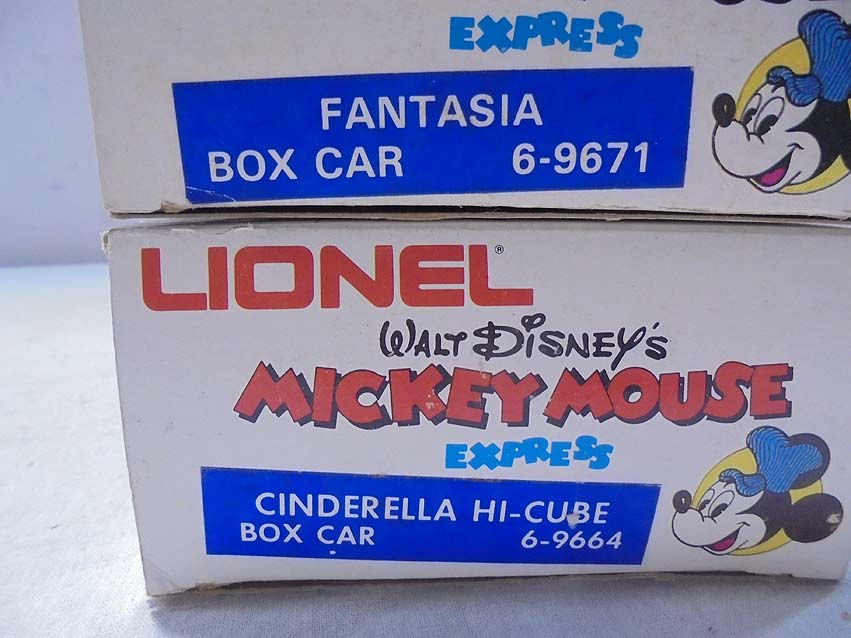 EXPRESS
FANTASIA
BOX CAR 6-9671
LIONEL®
WALT DISNEY'S
MICKEY MOUSE
EXPRESS
CINDERELLA HI-CUBE
BOX CAR 6-9664